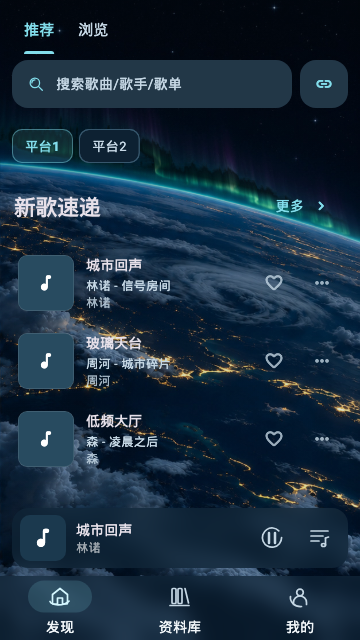 推荐
浏览
搜索歌曲/歌手/歌单
平台1
平台2
新歌速递
更多
城市回声
林诺 - 信号房间
林诺
玻璃天台
周河 - 城市碎片
周河
低频大厅
森 - 凌晨之后
森
城市回声
林诺
发现
资料库
我的